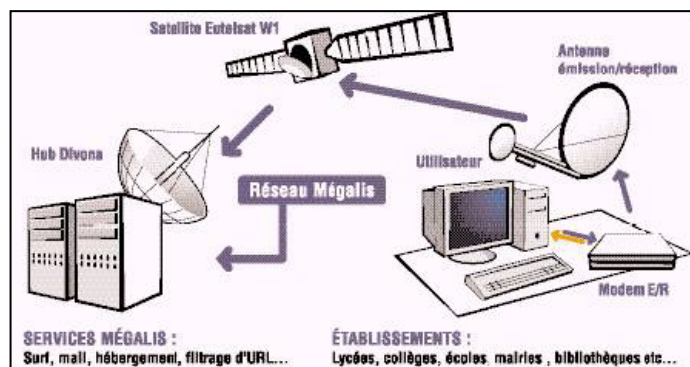 Satellite Eutelsat W1
Antenne
émission/réception
Hub Divona
Utilisateur
Réseau Mégalis
Modem E/R
SERVICES MÉGALIS :
Surf, mail, hébergement, filtrage d'URL...
ÉTABLISSEMENTS :
Lycées, collèges, écoles, mairies , bibliothèques etc...